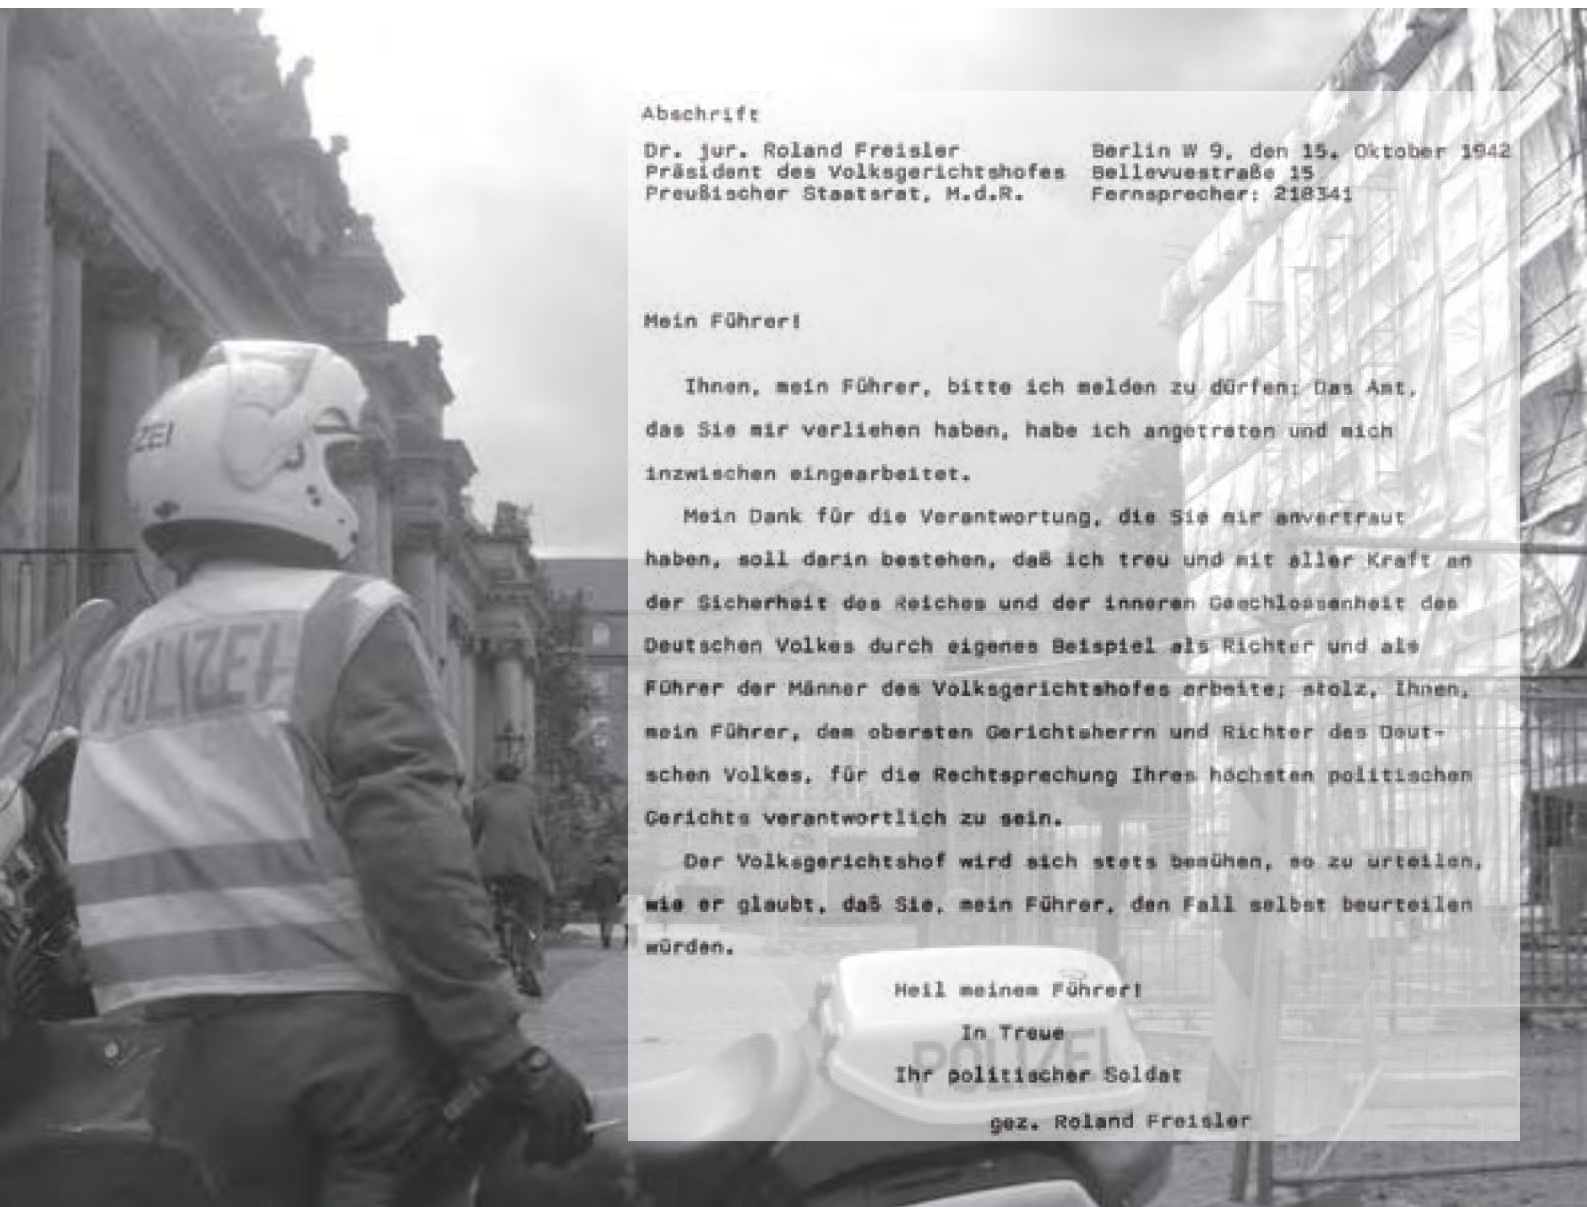 Abschrift
Dr. jur. Roland Freisler
Präsident des Volksgerichtshofes
Preußischer Staatsrat, M.d.R.
Berlin W 9, den 15. Oktober 1942
Bellevuestraße 15
Fernsprecher: 218341
Mein Führer!
Ihnen, mein Führer, bitte ich melden zu dürfen: Das Amt,
das Sie mir verliehen haben, habe ich angetreten und mich
inzwischen eingearbeitet.
Mein Dank für die Verantwortung, die Sie mir anvertraut
haben, soll darin bestehen, daß ich treu und mit aller Kraft an
der Sicherheit des Reiches und der inneren Geschlossenheit des
Deutschen Volkes durch eigenes Beispiel als Richter und als
Führer der Männer des Volksgerichtshofes arbeite; stolz, Ihnen,
mein Führer, dem obersten Gerichtsherrn und Richter des Deut-
schen Volkes, für die Rechtsprechung Ihres höchsten politischen
Gerichts verantwortlich zu sein.
Der Volksgerichtshof wird sich stets bemühen, so zu urteilen,
wie er glaubt, daß Sie, mein Führer, den Fall selbst beurteilen
würden.
Heil meinem Führer!
In Treue
Ihr politischer Soldat
gez. Roland Freisler
ZEI
POLIZEI
POLIZEI